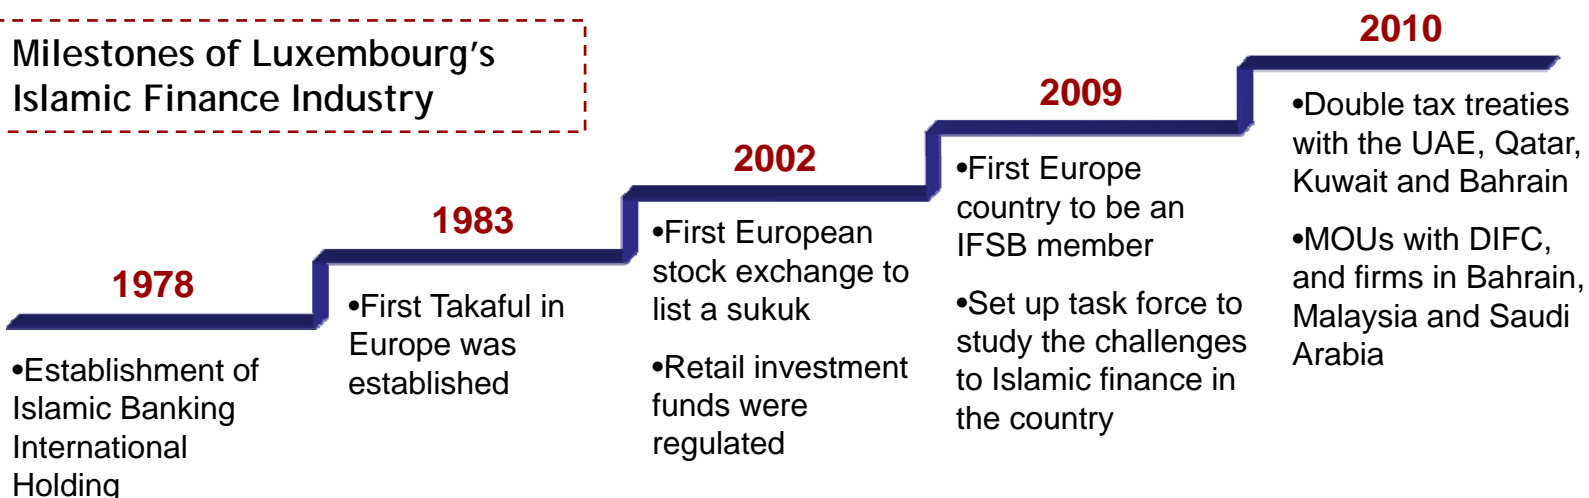 Milestones of Luxembourg's
Islamic Finance Industry
1978
•Establishment of
Islamic Banking
International
Holding
1983
•First Takaful in
Europe was
established
2002
•First European
stock exchange to
list a sukuk
•Retail investment
funds were
regulated
2009
•First Europe
country to be an
IFSB member
•Set up task force to
study the challenges
to Islamic finance in
the country
2010
•Double tax treaties
with the UAE, Qatar,
Kuwait and Bahrain
•MOUs with DIFC,
and firms in Bahrain,
Malaysia and Saudi
Arabia